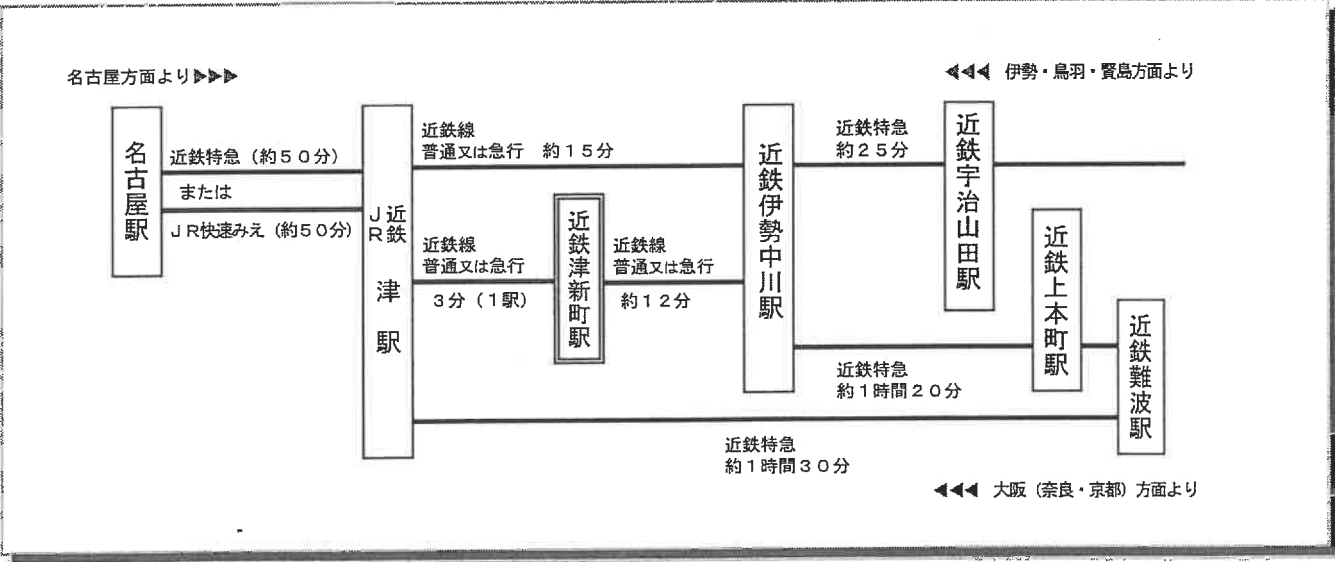 名古屋方面より▶▶▶
◀◀◀ 伊勢・鳥羽・賢島方面より
名古屋駅
近鉄特急（約５０分）
または
ＪＲ快速みえ（約50分）
近鉄
ＪＲ
津駅
近鉄線
普通又は急行 約１５分
近鉄線
普通又は急行
３分（１駅）
近鉄津新町駅
近鉄線
普通又は急行
約１２分
近鉄伊勢中川駅
近鉄特急
約２５分
近鉄宇治山田駅
近鉄特急
約１時間２０分
近鉄上本町駅
近鉄難波駅
近鉄特急
約１時間３０分
◀◀◀ 大阪（奈良・京都）方面より